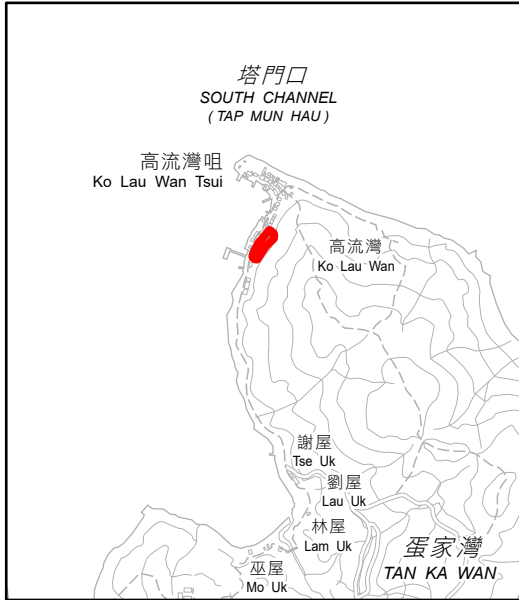 塔門口
SOUTH CHANNEL
( TAP MUN HAU )
高流灣咀
Ko Lau Wan Tsui
高流灣
Ko Lau Wan
謝屋
Tse Uk
劉屋
Lau Uk
林屋
Lam Uk
蛋家灣
TAN KA WAN
巫屋
Mo Uk